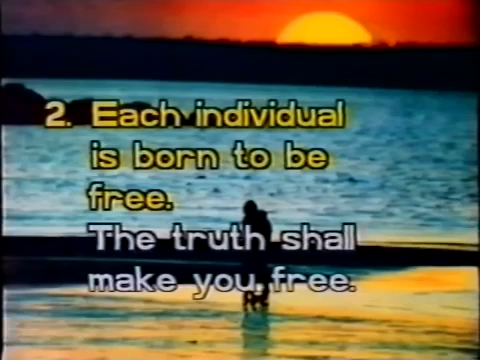 2. Each individual
is born to be
free.
The truth shall
make you free.